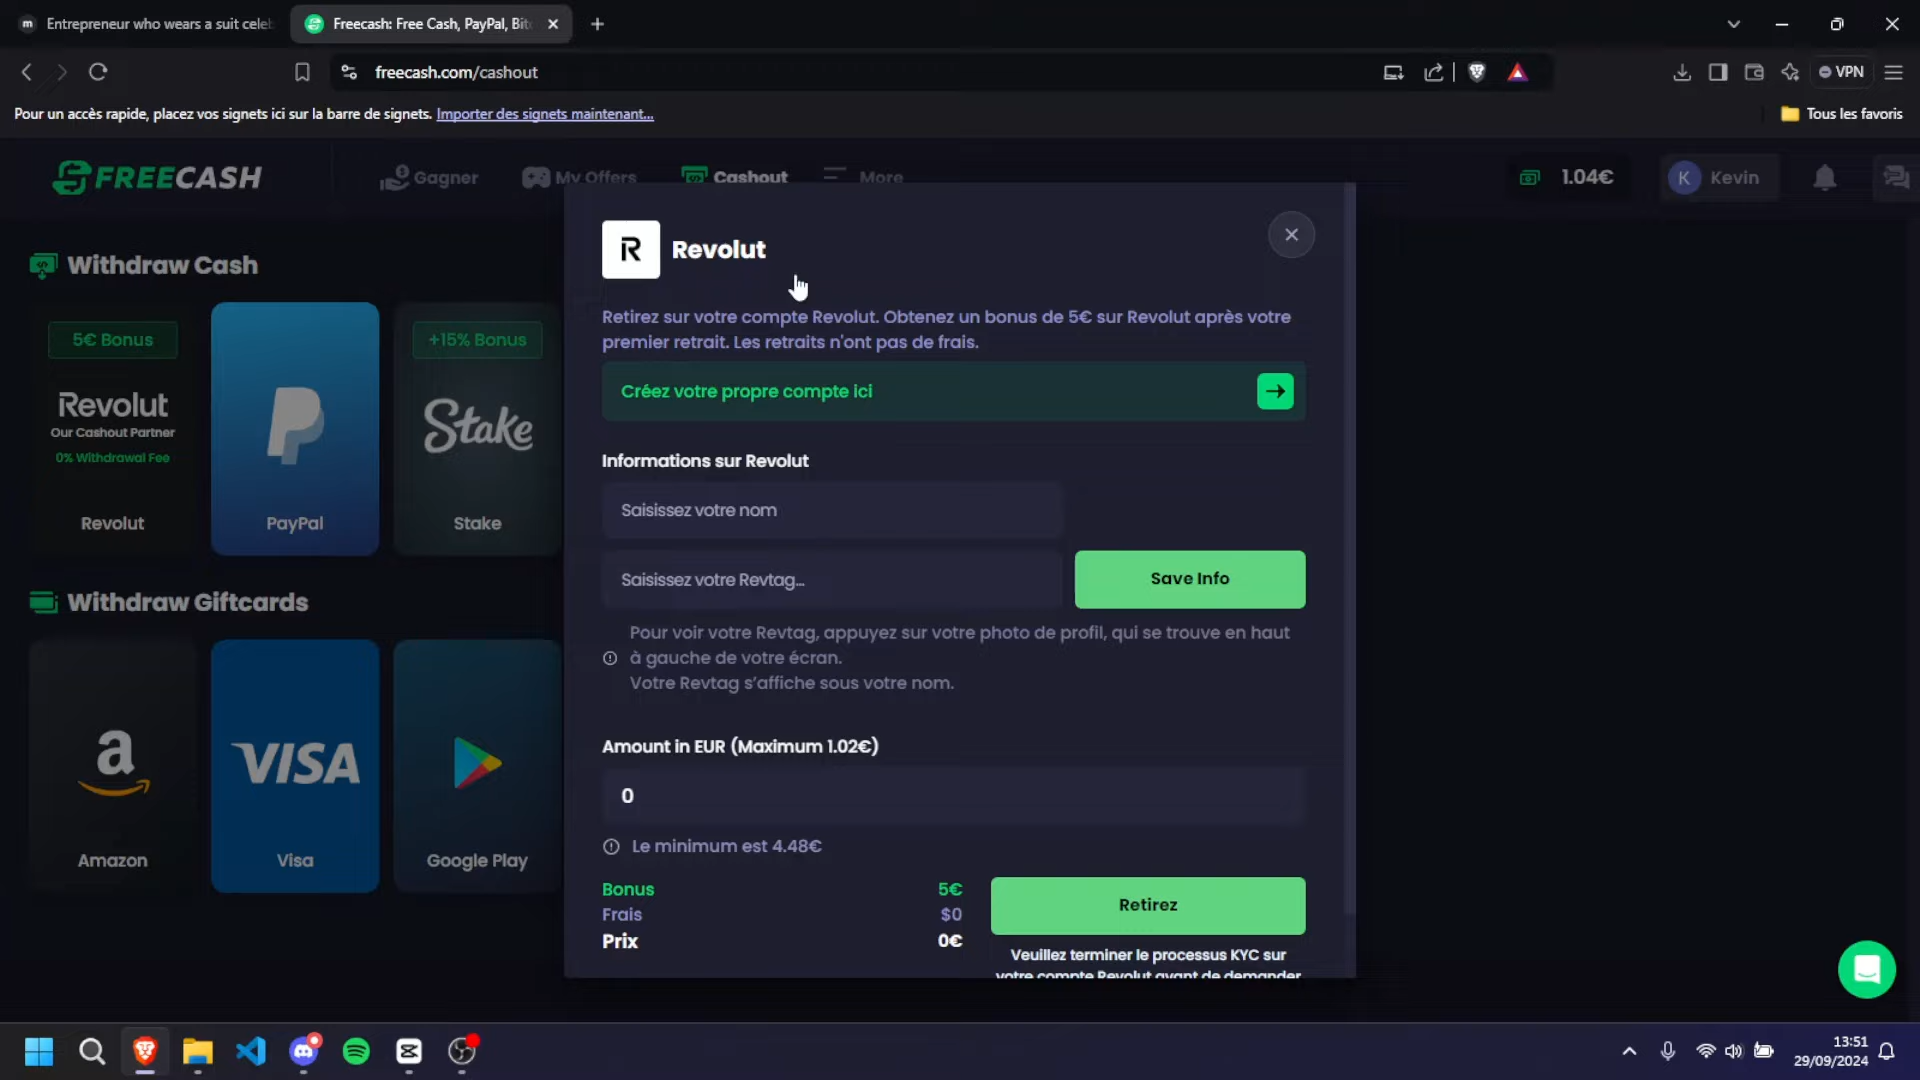 Entrepreneur who wears a suit celeb
Freecash: Free Cash, PayPal, Bit
freecash.com/cashout
VPN
Pour un accès rapide, placez vos signets ici sur la barre de signets. Importer des signets maintenant...
Tous les favoris
FREECASH
Gagner
My Offers
Cashout
More
1.04€
K
Kevin
Withdraw Cash
5€ Bonus
Revolut
Our Cashout Partner
0% Withdrawal Fee
Revolut
PayPal
+15% Bonus
Stake
Stake
Withdraw Giftcards
Amazon
VISA
Visa
Google Play
Revolut
Retirez sur votre compte Revolut. Obtenez un bonus de 5€ sur Revolut après votre
premier retrait. Les retraits n'ont pas de frais.
Créez votre propre compte ici
Informations sur Revolut
Saisissez votre nom
Saisissez votre Revtag...
Save Info
Pour voir votre Revtag, appuyez sur votre photo de profil, qui se trouve en haut
à gauche de votre écran.
Votre Revtag s'affiche sous votre nom.
Amount in EUR (Maximum 1.02€)
0
Le minimum est 4.48€
Bonus 5€
Frais $0
Prix 0€
Retirez
Veuillez terminer le processus KYC sur
votre compte Revolut avant de demander
13:51
29/09/2024